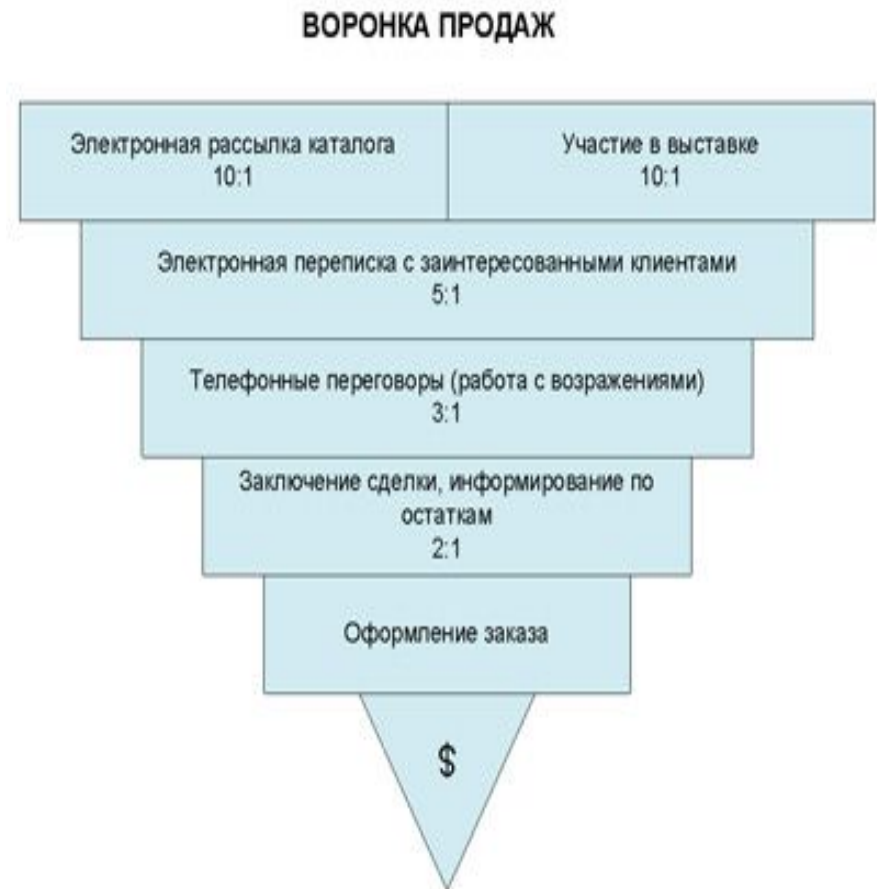 ВОРОНКА ПРОДАЖ
Электронная рассылка каталога
10:1
Участие в выставке
10:1
Электронная переписка с заинтересованными клиентами
5:1
Телефонные переговоры (работа с возражениями)
3:1
Заключение сделки, информирование по
остаткам
2:1
Оформление заказа
$